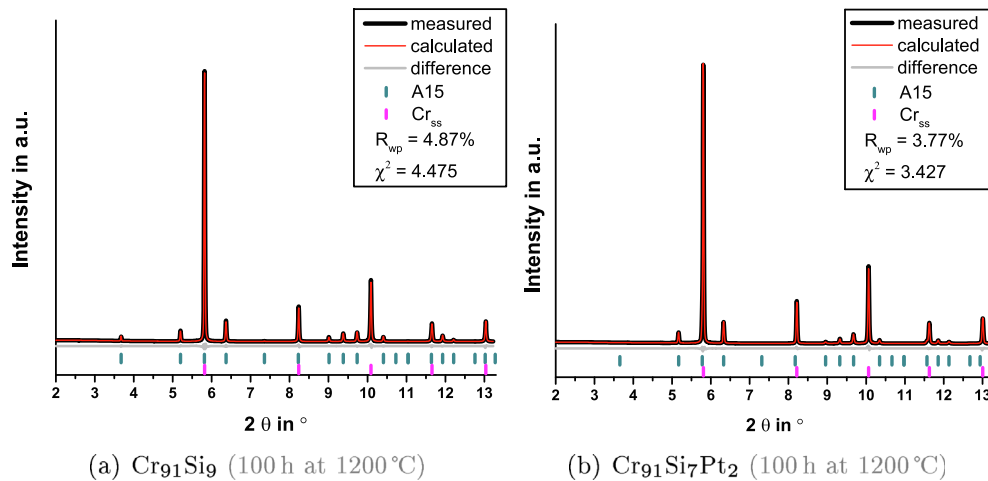 measured
calculated
difference
A15
Cr_ss
R_wp = 4.87%
χ² = 4.475
Intensity in a.u.
2 3 4 5 6 7 8 9 10 11 12 13
2 θ in °
(a) Cr₉₁Si₉ (100 h at 1200 °C)
measured
calculated
difference
A15
Cr_ss
R_wp = 3.77%
χ² = 3.427
Intensity in a.u.
2 3 4 5 6 7 8 9 10 11 12 13
2 θ in °
(b) Cr₉₁Si₇Pt₂ (100 h at 1200 °C)